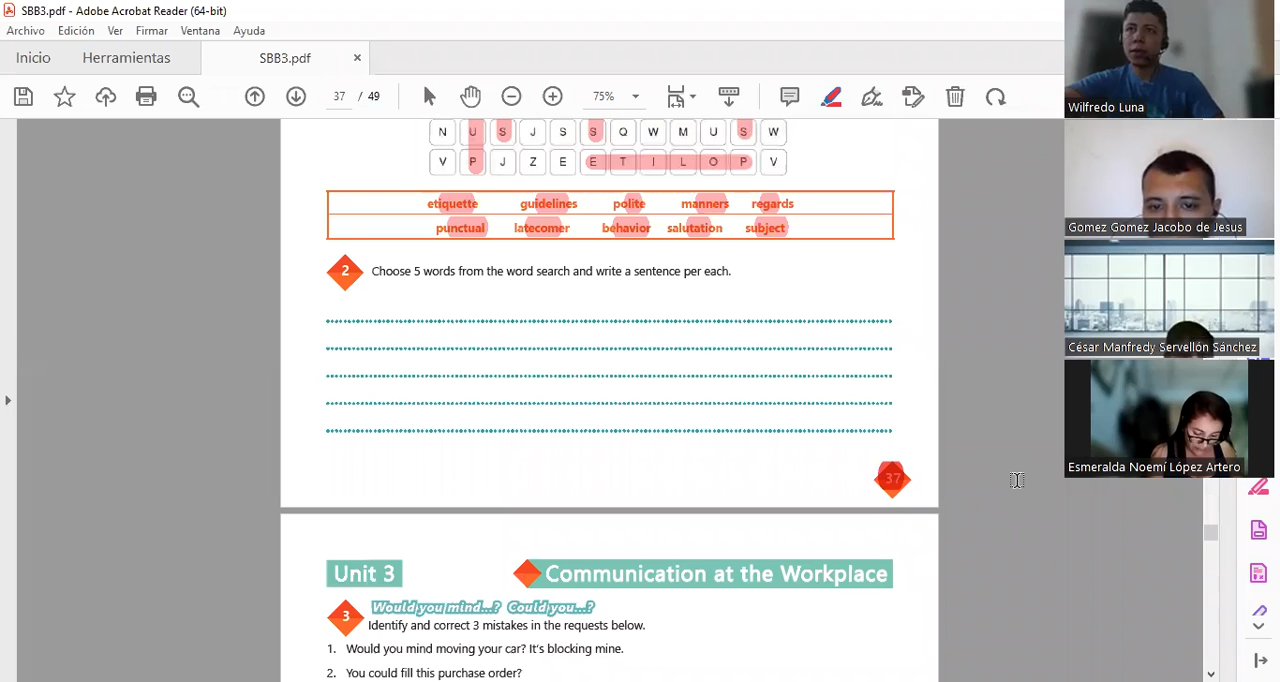 SBB3.pdf - Adobe Acrobat Reader (64-bit)
Archivo Edición Ver Firmar Ventana Ayuda
Inicio Herramientas SBB3.pdf ×
37 / 49 75%
N U S J S S Q W M U S W
V P J Z E E T I L O P V
etiquette guidelines polite manners regards
punctual latecomer behavior salutation subject
2 Choose 5 words from the word search and write a sentence per each.
37
Unit 3 Communication at the Workplace
3 Would you mind...? Could you...?
Identify and correct 3 mistakes in the requests below.
1. Would you mind moving your car? It's blocking mine.
2. You could fill this purchase order?
Wilfredo Luna
Gomez Gomez Jacobo de Jesus
César Manfredy Servellón Sánchez
Esmeralda Noemí López Artero